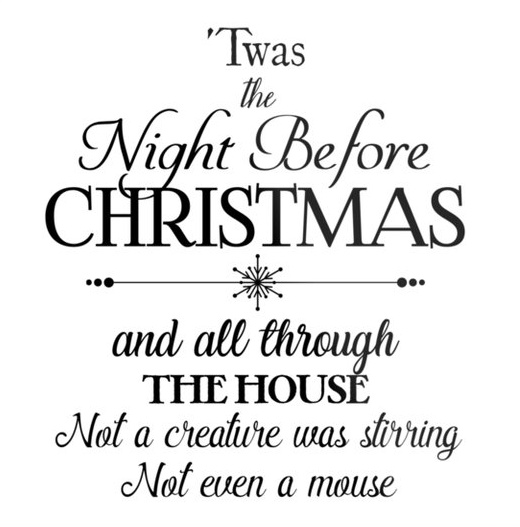 'Twas
the
Night Before
CHRISTMAS
and all through
THE HOUSE
Not a creature was stirring
Not even a mouse